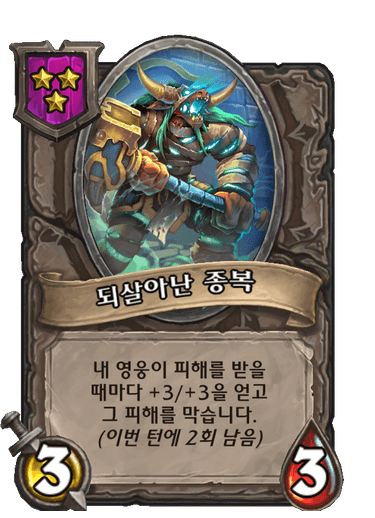 되살아난 종복
내 영웅이 피해를 받을
때마다 +3/+3을 얻고
그 피해를 막습니다.
(이번 턴에 2회 남음)
3
3